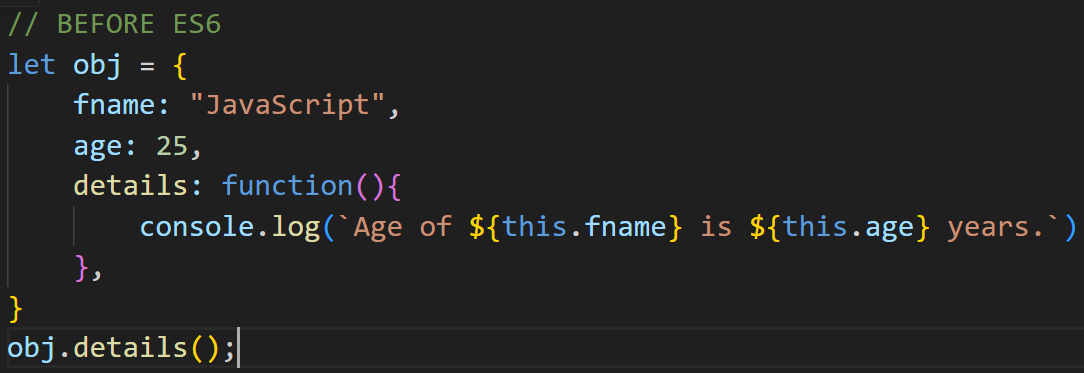 // BEFORE ES6
let obj = {
    fname: "JavaScript",
    age: 25,
    details: function(){
        console.log(`Age of ${this.fname} is ${this.age} years.`)
    },
}
obj.details();